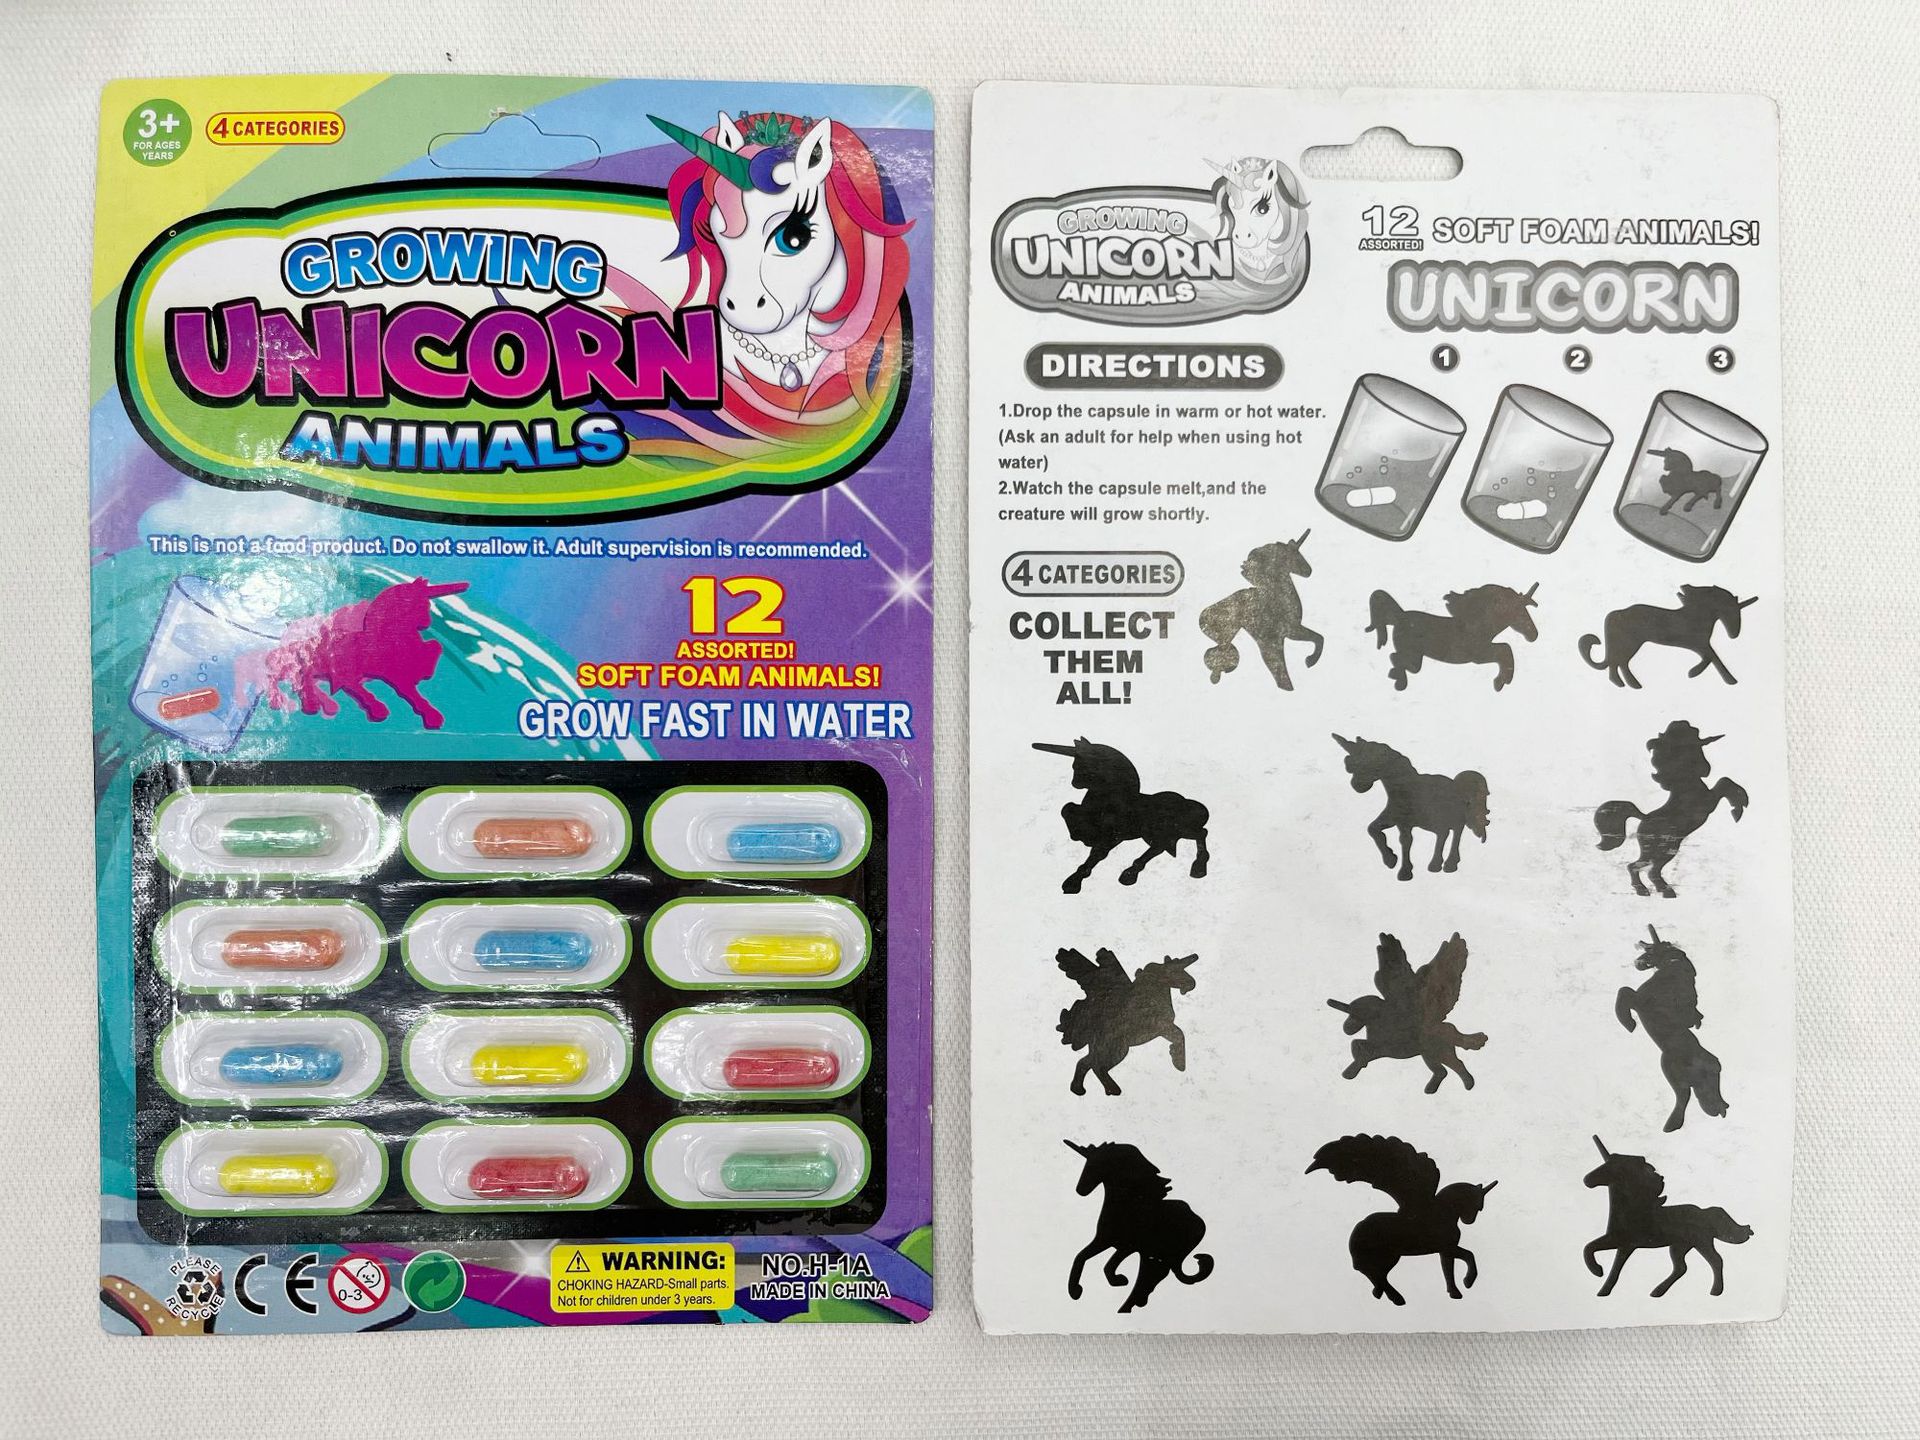 3+
FOR AGES
YEARS
4 CATEGORIES
GROWING
UNICORN
ANIMALS
This is not a food product. Do not swallow it. Adult supervision is recommended.
12
ASSORTED!
SOFT FOAM ANIMALS!
GROW FAST IN WATER
PLEASE
RECYCLE
CE
0-3
WARNING:
CHOKING HAZARD-Small parts.
Not for children under 3 years.
NO.H-1A
MADE IN CHINA
GROWING
UNICORN
ANIMALS
12
ASSORTED!
SOFT FOAM ANIMALS!
UNICORN
DIRECTIONS
1.Drop the capsule in warm or hot water.
(Ask an adult for help when using hot
water)
2.Watch the capsule melt,and the
creature will grow shortly.
1 2 3
4 CATEGORIES
COLLECT
THEM
ALL!